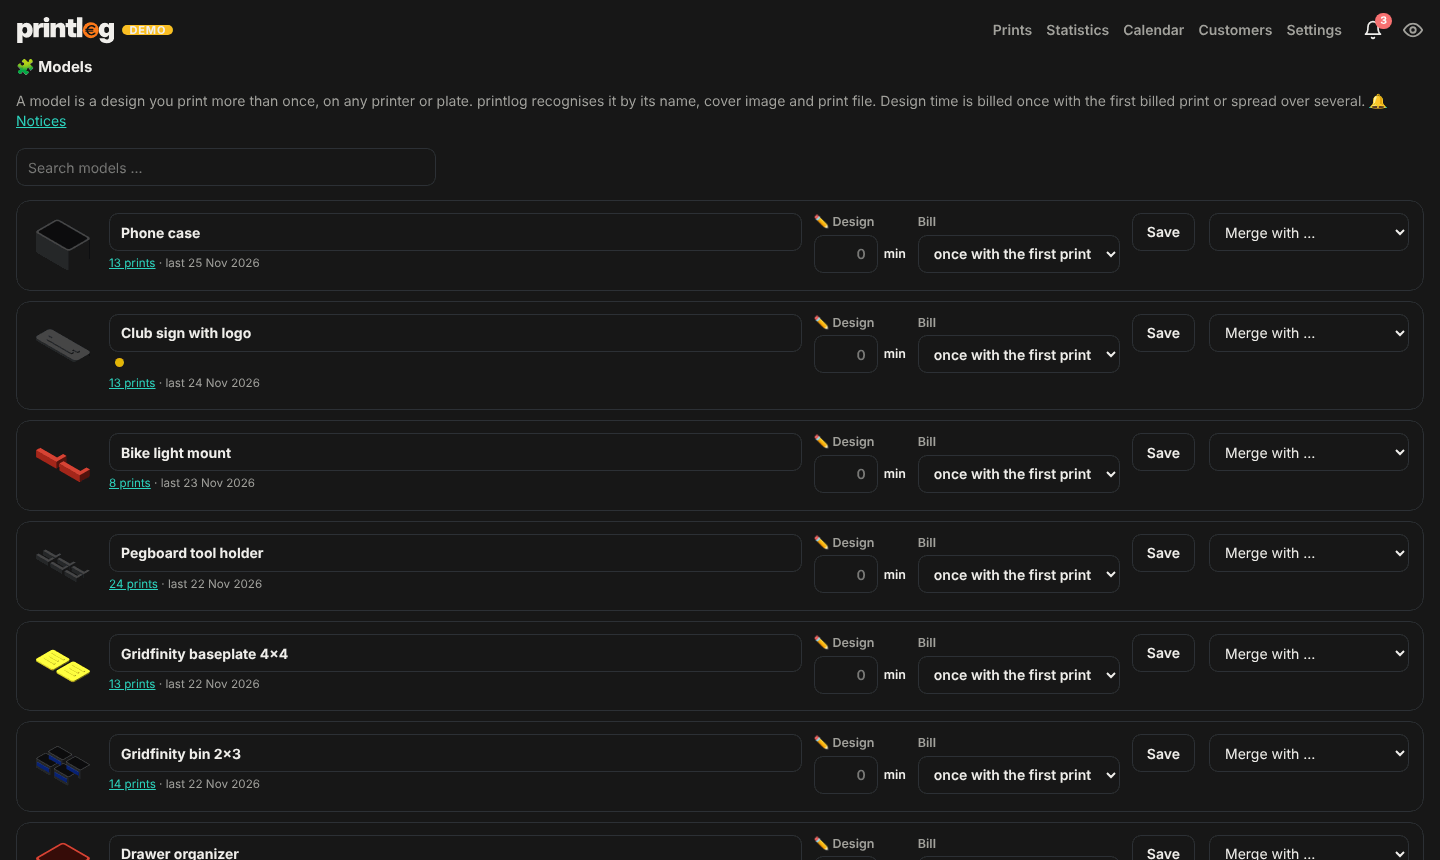 printlog DEMO
Prints Statistics Calendar Customers Settings 3
🧩 Models
A model is a design you print more than once, on any printer or plate. printlog recognises it by its name, cover image and print file. Design time is billed once with the first billed print or spread over several. 🔔
Notices
Search models ...
Phone case
13 prints · last 25 Nov 2026
✏️ Design Bill
0 min once with the first print Save Merge with ...
Club sign with logo
13 prints · last 24 Nov 2026
✏️ Design Bill
0 min once with the first print Save Merge with ...
Bike light mount
8 prints · last 23 Nov 2026
✏️ Design Bill
0 min once with the first print Save Merge with ...
Pegboard tool holder
24 prints · last 22 Nov 2026
✏️ Design Bill
0 min once with the first print Save Merge with ...
Gridfinity baseplate 4×4
13 prints · last 22 Nov 2026
✏️ Design Bill
0 min once with the first print Save Merge with ...
Gridfinity bin 2×3
14 prints · last 22 Nov 2026
✏️ Design Bill
0 min once with the first print Save Merge with ...
Drawer organizer
✏️ Design Bill
Save Merge with ...